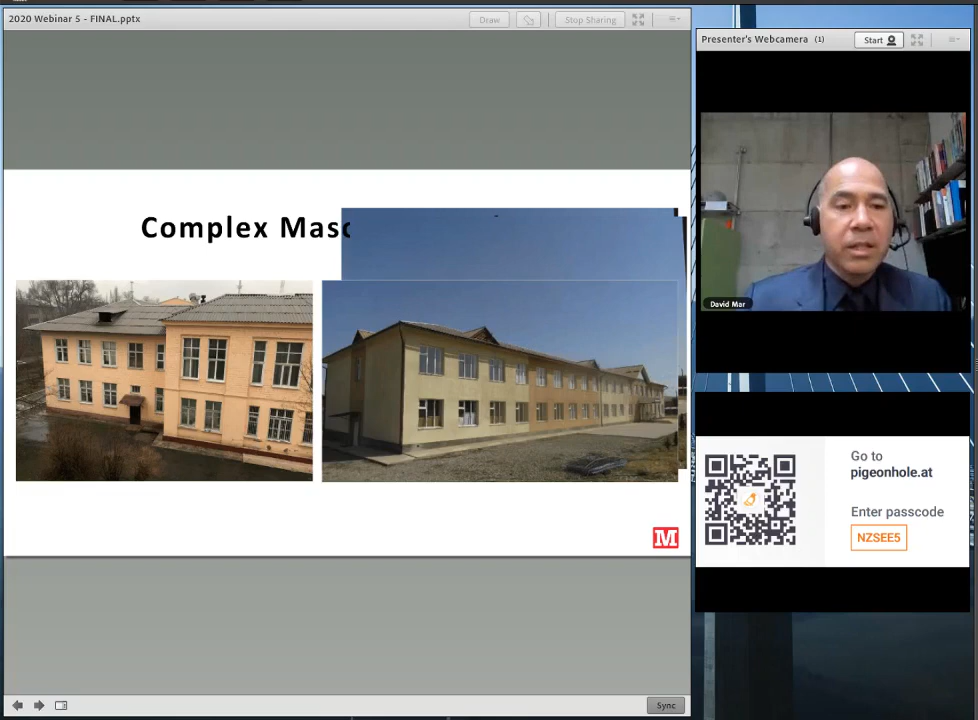 2020 Webinar 5 - FINAL.pptx
Draw
Stop Sharing
Complex Masc
M
Sync
Presenter's Webcamera (1)
Start
David Mar
Go to
pigeonhole.at
Enter passcode
NZSEE5